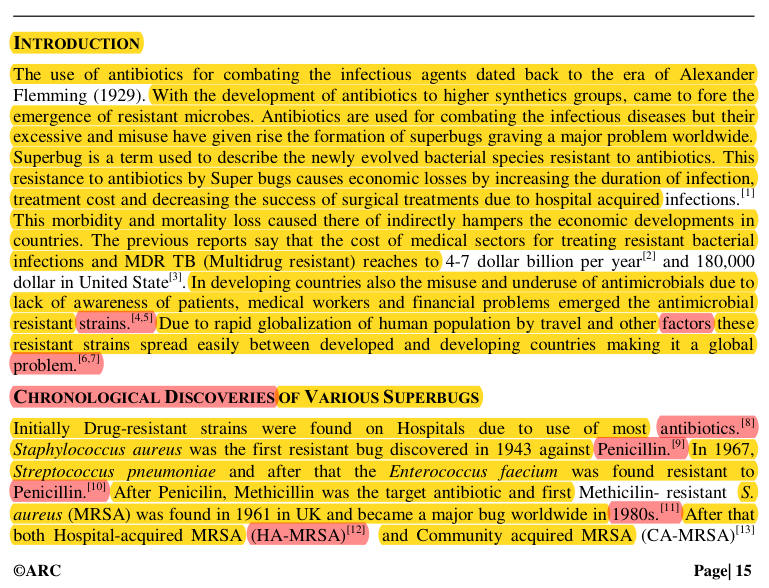 INTRODUCTION
The use of antibiotics for combating the infectious agents dated back to the era of Alexander
Flemming (1929). With the development of antibiotics to higher synthetics groups, came to fore the
emergence of resistant microbes. Antibiotics are used for combating the infectious diseases but their
excessive and misuse have given rise the formation of superbugs graving a major problem worldwide.
Superbug is a term used to describe the newly evolved bacterial species resistant to antibiotics. This
resistance to antibiotics by Super bugs causes economic losses by increasing the duration of infection,
treatment cost and decreasing the success of surgical treatments due to hospital acquired infections.[1]
This morbidity and mortality loss caused there of indirectly hampers the economic developments in
countries. The previous reports say that the cost of medical sectors for treating resistant bacterial
infections and MDR TB (Multidrug resistant) reaches to 4-7 dollar billion per year[2] and 180,000
dollar in United State[3]. In developing countries also the misuse and underuse of antimicrobials due to
lack of awareness of patients, medical workers and financial problems emerged the antimicrobial
resistant strains.[4,5] Due to rapid globalization of human population by travel and other factors these
resistant strains spread easily between developed and developing countries making it a global
problem.[6,7]
CHRONOLOGICAL DISCOVERIES OF VARIOUS SUPERBUGS
Initially Drug-resistant strains were found on Hospitals due to use of most antibiotics.[8]
Staphylococcus aureus was the first resistant bug discovered in 1943 against Penicillin.[9] In 1967,
Streptococcus pneumoniae and after that the Enterococcus faecium was found resistant to
Penicillin.[10] After Penicilin, Methicillin was the target antibiotic and first Methicilin- resistant S.
aureus (MRSA) was found in 1961 in UK and became a major bug worldwide in 1980s.[11] After that
both Hospital-acquired MRSA (HA-MRSA)[12] and Community acquired MRSA (CA-MRSA)[13]
©ARC Page| 15